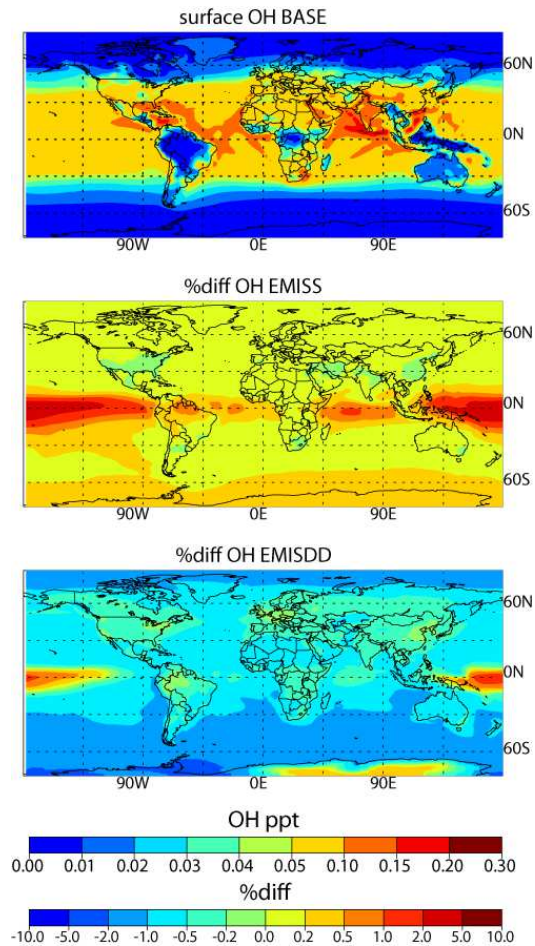 surface OH BASE
60N
0N
60S
90W 0E 90E
%diff OH EMISS
60N
0N
60S
90W 0E 90E
%diff OH EMISDD
60N
0N
60S
90W 0E 90E
OH ppt
0.00 0.01 0.02 0.03 0.04 0.05 0.10 0.15 0.20 0.30
%diff
-10.0 -5.0 -2.0 -1.0 -0.5 -0.2 0.0 0.2 0.5 1.0 2.0 5.0 10.0